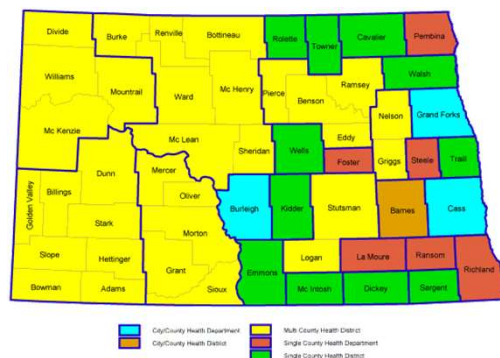 Divide
Burke
Renville
Bottineau
Rolette
Towner
Cavalier
Pembina
Williams
Mountrail
Ward
Mc Henry
Pierce
Benson
Ramsey
Walsh
Nelson
Grand Forks
Mc Kenzie
Mc Lean
Sheridan
Wells
Eddy
Foster
Griggs
Steele
Traill
Golden Valley
Billings
Dunn
Mercer
Oliver
Burleigh
Kidder
Stutsman
Barnes
Cass
Stark
Morton
Slope
Hettinger
Grant
Emmons
Logan
La Moure
Ransom
Richland
Bowman
Adams
Sioux
Mc Intosh
Dickey
Sargent
City/County Health Department
City/County Health District
Multi County Health District
Single County Health Department
Single County Health District